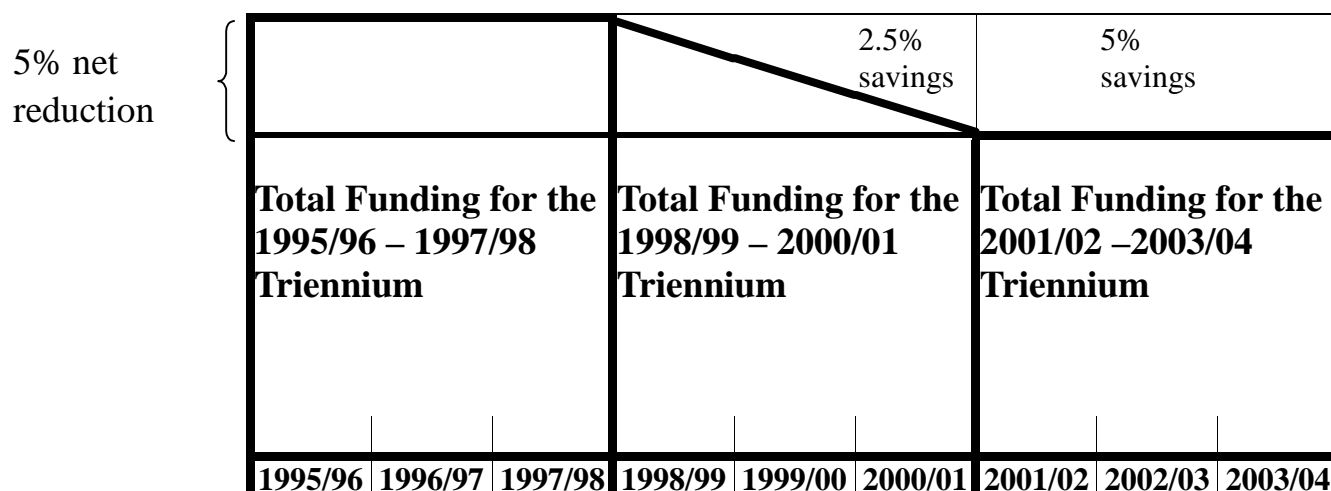 5% net
reduction
2.5%
savings
5%
savings
Total Funding for the
1995/96 – 1997/98
Triennium
Total Funding for the
1998/99 – 2000/01
Triennium
Total Funding for the
2001/02 –2003/04
Triennium
1995/96 1996/97 1997/98 1998/99 1999/00 2000/01 2001/02 2002/03 2003/04